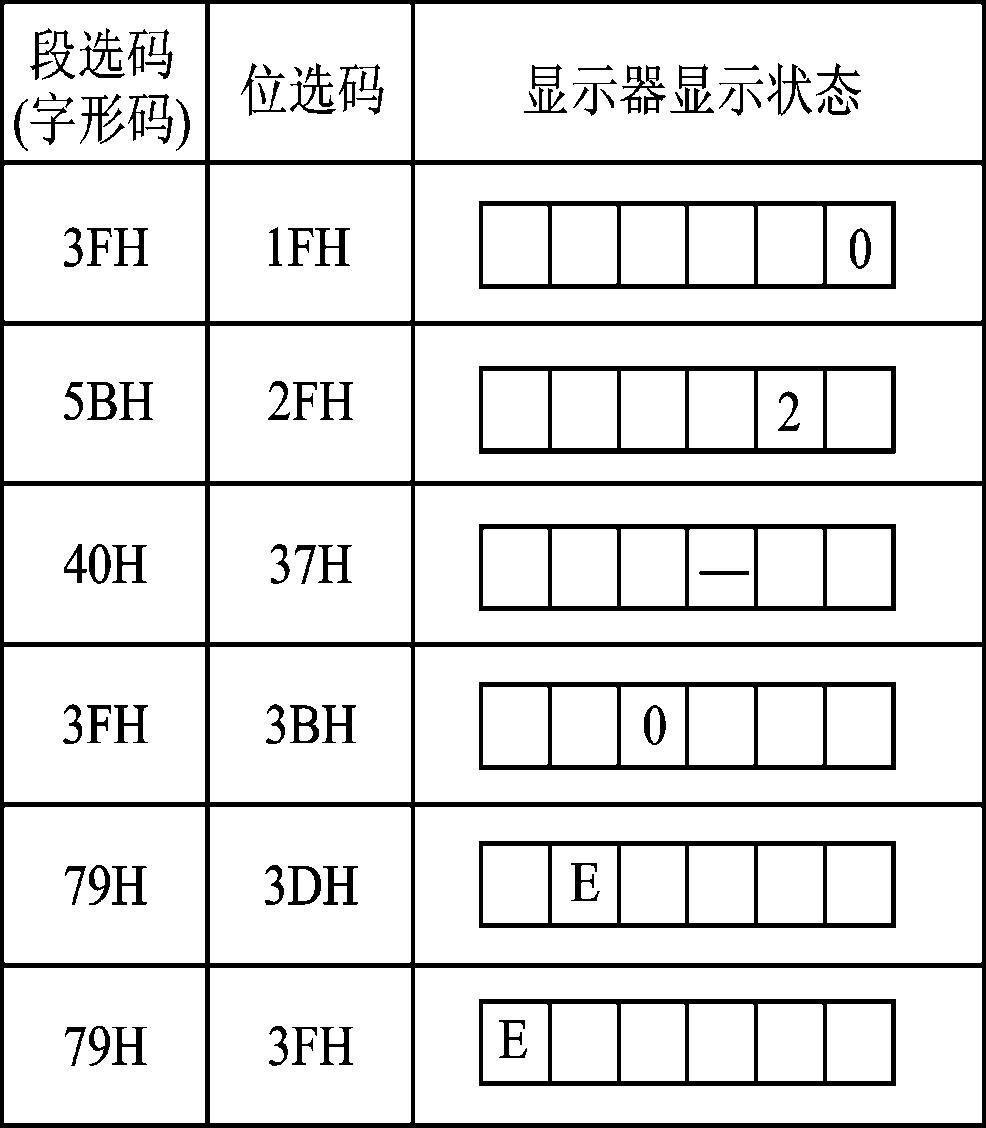 段选码
(字形码)
位选码
显示器显示状态
3FH 1FH 0
5BH 2FH 2
40H 37H —
3FH 3BH 0
79H 3DH E
79H 3FH E